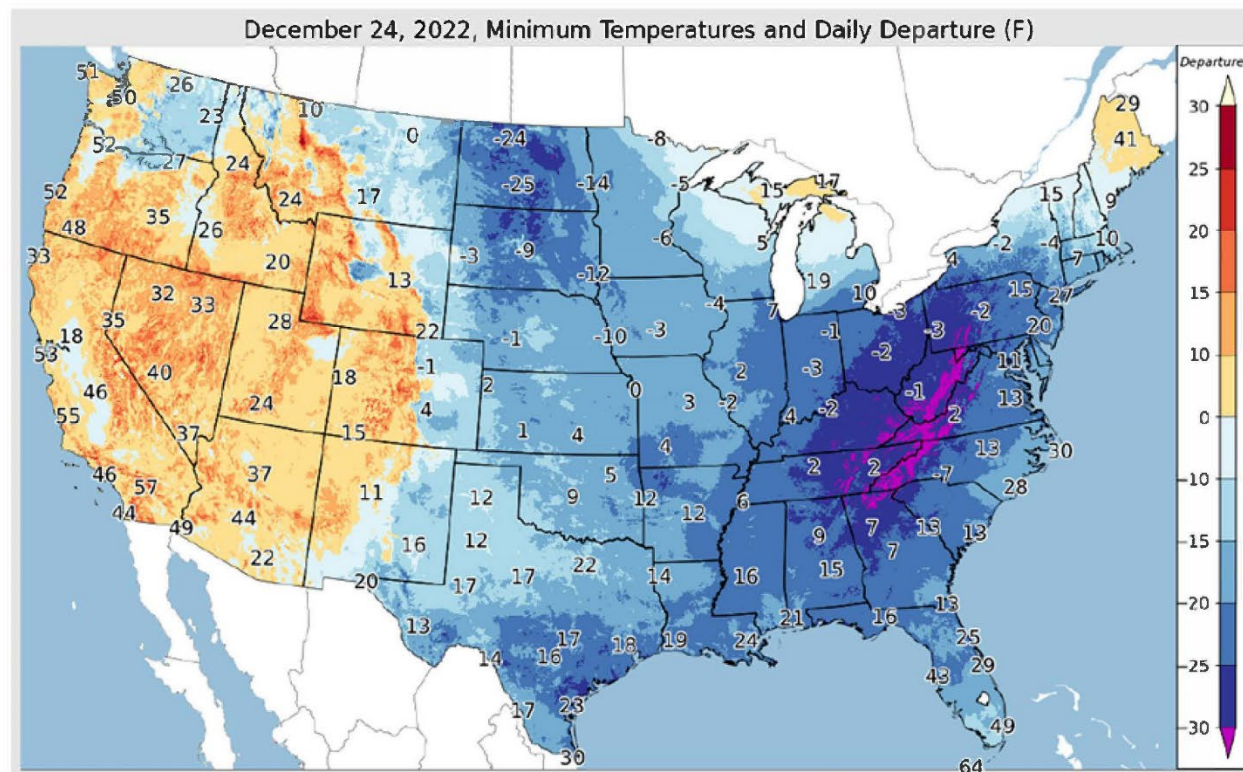 December 24, 2022, Minimum Temperatures and Daily Departure (F)
Departure
51 26
50 23 10 0 -24 -8 29
52 27 24 41
52 24 17 -25 -14 -5 15 17 15 9
48 35 26 -6 5 -2 -4 10
33 20 13 -3 -9 -12 19 4 7
32 33 -4 7 10 -3 15 27
18 35 28 22 -1 -10 -3 -1 -3 -2 20
53 40 18 -1 2 0 2 -3 -2 11
46 24 4 3 -2 4 -2 -1 2 13
55 37 15 1 4 4 13 30
46 57 37 11 12 5 9 12 2 2 -7 28
44 49 44 12 12 6 9 7 13 13
22 16 22 7
20 17 17 14 16 15
13 17 18 19 24 21 16 13
14 16 25
17 23 43 29
30 49
64
30
25
20
15
10
0
−10
−15
−20
−25
−30